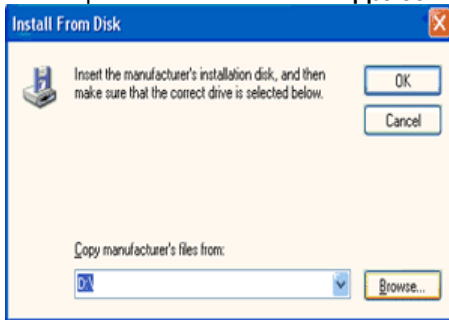 Install From Disk
Insert the manufacturer's installation disk, and then
make sure that the correct drive is selected below.
OK
Cancel
Copy manufacturer's files from:
D:\
Browse...